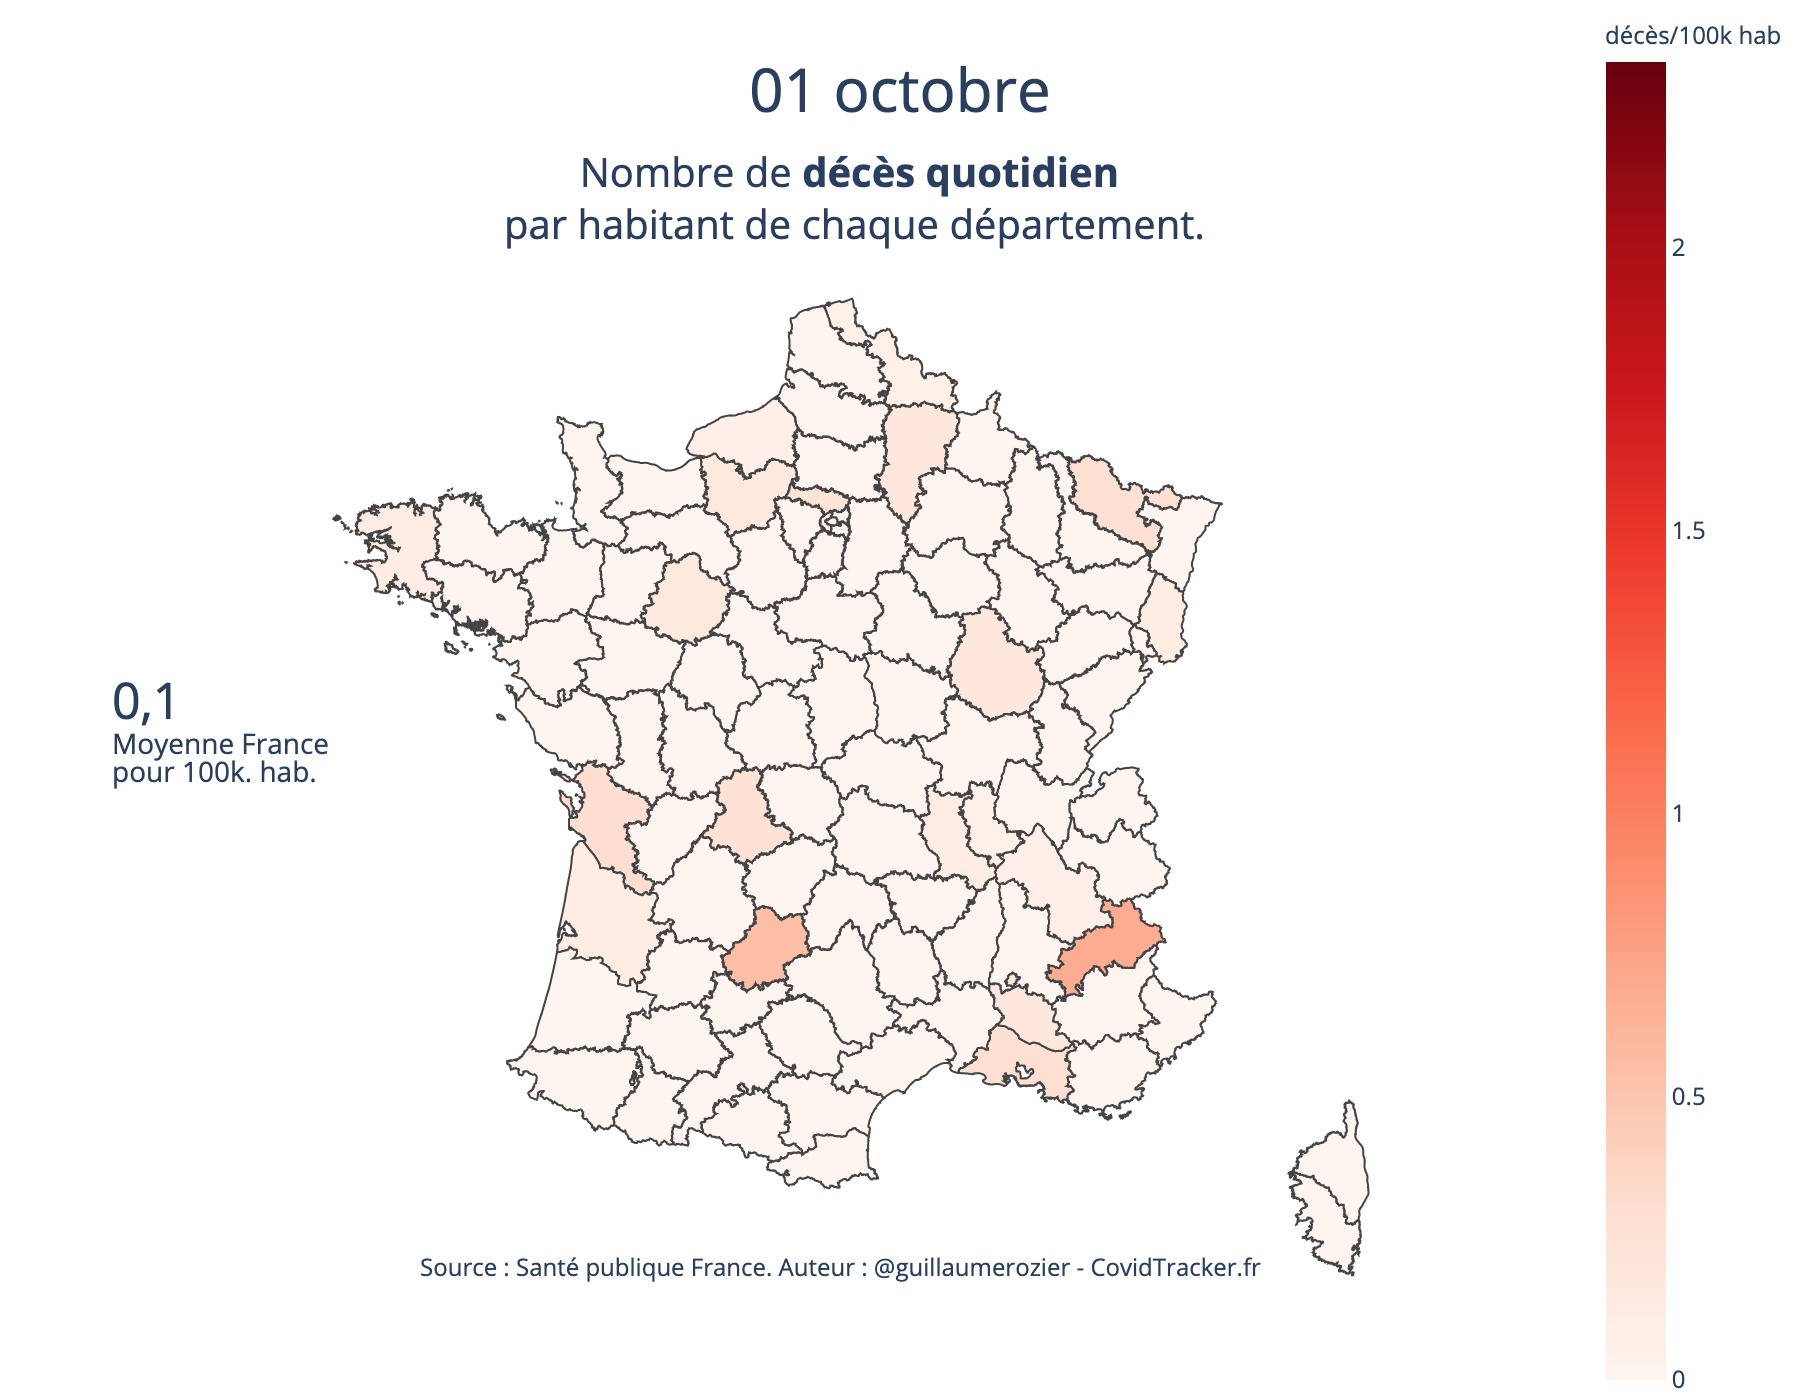 décès/100k hab
01 octobre
Nombre de décès quotidien
par habitant de chaque département.
2
1.5
0,1
Moyenne France
pour 100k. hab.
1
0.5
Source : Santé publique France. Auteur : @guillaumerozier - CovidTracker.fr
0